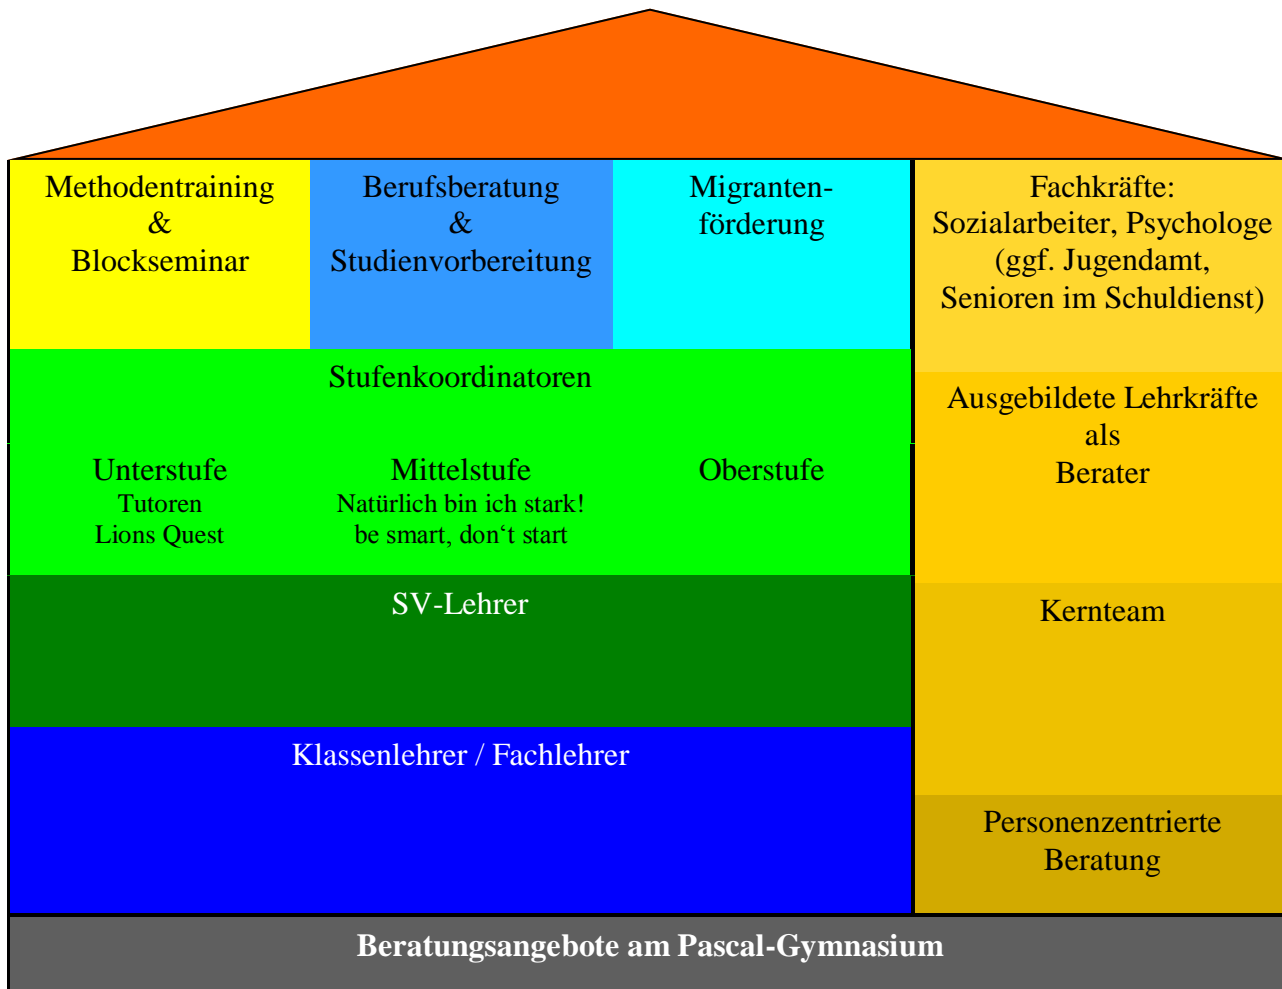 Methodentraining
&
Blockseminar
Berufsberatung
&
Studienvorbereitung
Migranten-
förderung
Fachkräfte:
Sozialarbeiter, Psychologe
(ggf. Jugendamt,
Senioren im Schuldienst)
Stufenkoordinatoren
Unterstufe
Tutoren
Lions Quest
Mittelstufe
Natürlich bin ich stark!
be smart, don‘t start
Oberstufe
Ausgebildete Lehrkräfte
als
Berater
SV-Lehrer
Kernteam
Klassenlehrer / Fachlehrer
Personenzentrierte
Beratung
Beratungsangebote am Pascal-Gymnasium